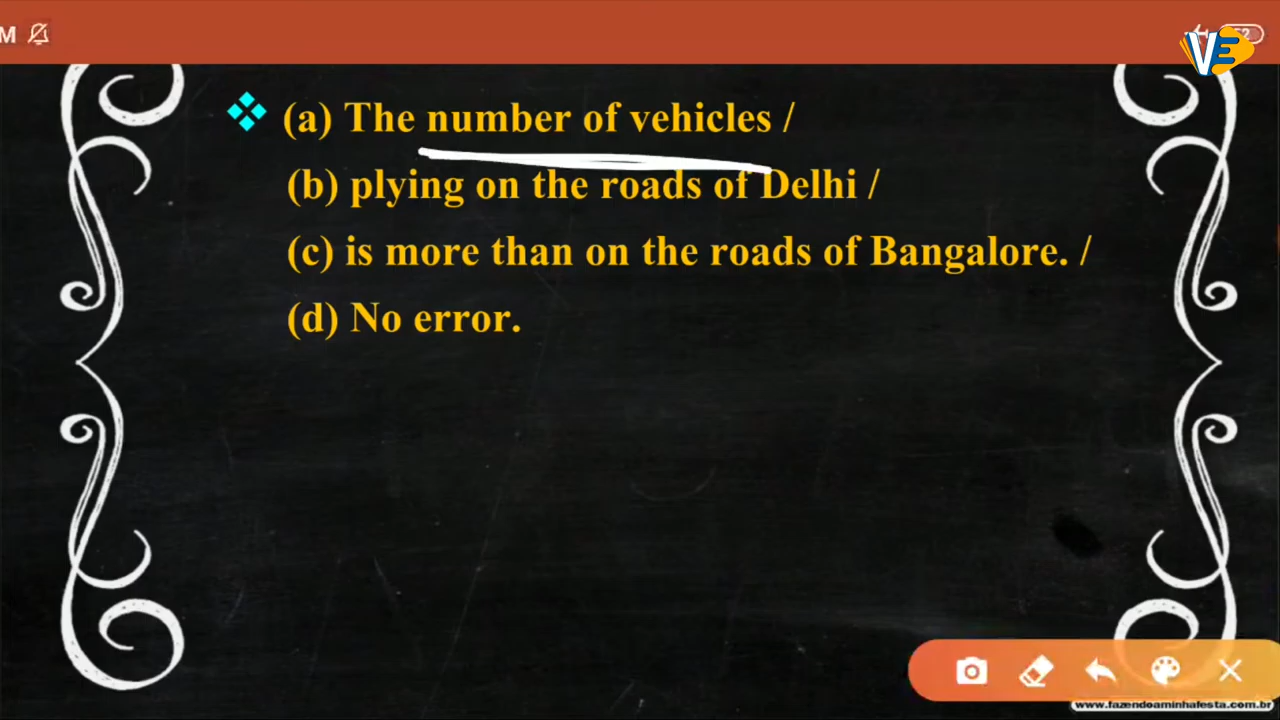 M
VE
(a) The number of vehicles /
(b) plying on the roads of Delhi /
(c) is more than on the roads of Bangalore. /
(d) No error.
www.fazendoaminhafesta.com.br